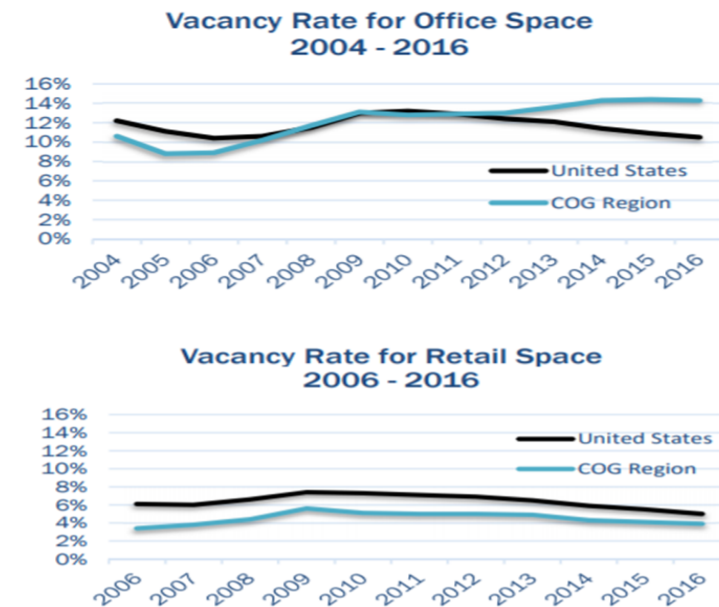 Vacancy Rate for Office Space
2004 - 2016
16%
14%
12%
10%
8%
6%
4%
2%
0%
United States
COG Region
2004 2005 2006 2007 2008 2009 2010 2011 2012 2013 2014 2015 2016
Vacancy Rate for Retail Space
2006 - 2016
16%
14%
12%
10%
8%
6%
4%
2%
0%
United States
COG Region
2006 2007 2008 2009 2010 2011 2012 2013 2014 2015 2016